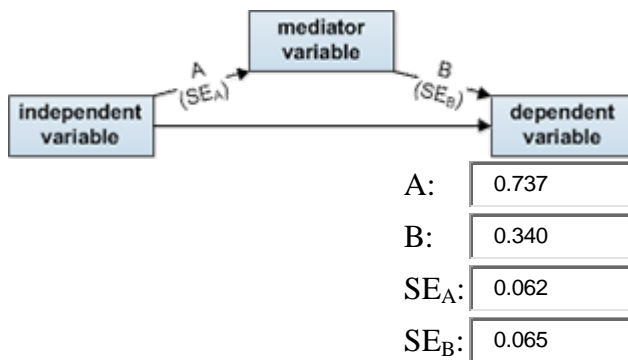 mediator
variable
A
(SEA)
B
(SEB)
independent
variable
dependent
variable
A: 0.737
B: 0.340
SEA: 0.062
SEB: 0.065